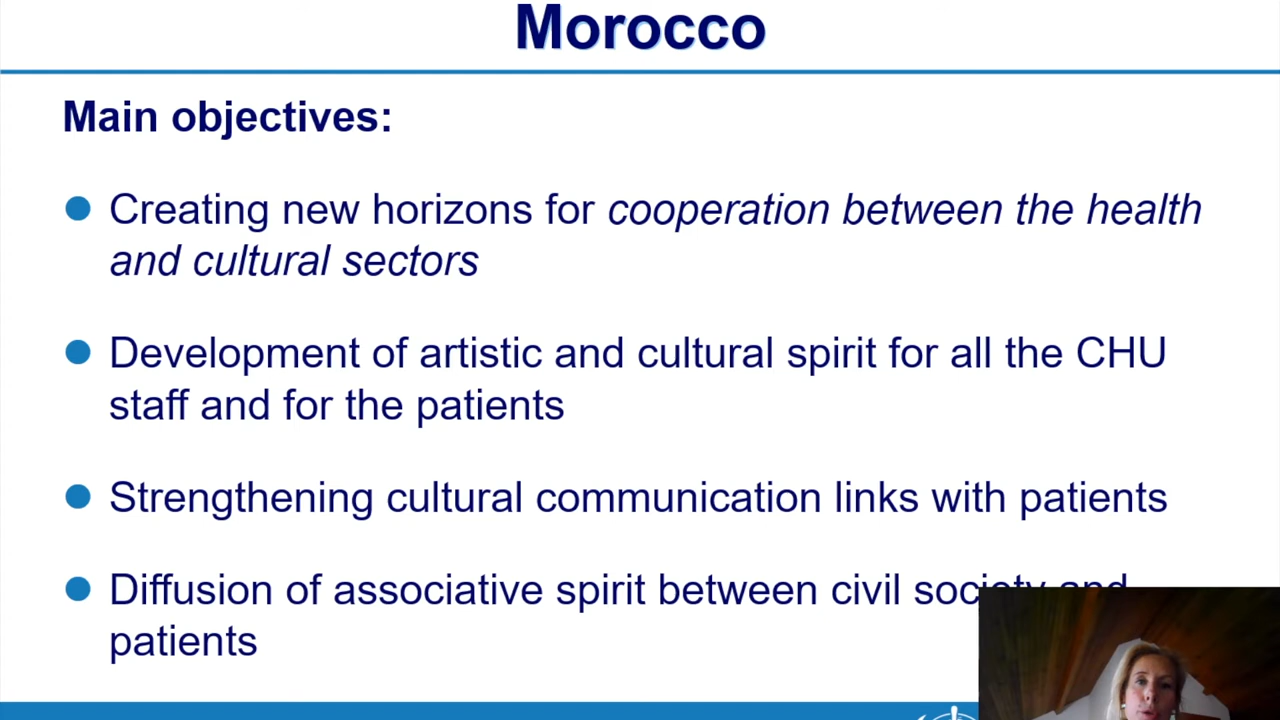 Morocco
Main objectives:
Creating new horizons for cooperation between the health
and cultural sectors
Development of artistic and cultural spirit for all the CHU
staff and for the patients
Strengthening cultural communication links with patients
Diffusion of associative spirit between civil society and
patients